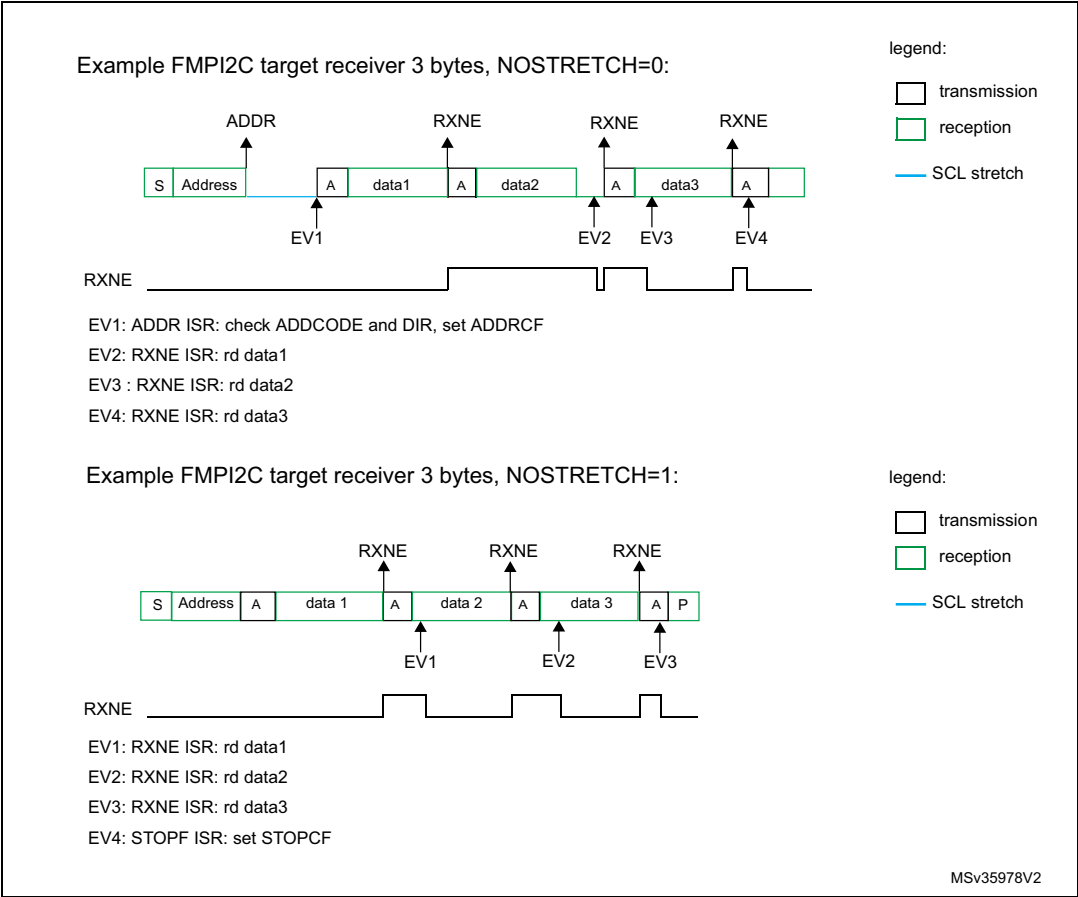 Example FMPI2C target receiver 3 bytes, NOSTRETCH=0:
legend:
transmission
reception
SCL stretch
ADDR RXNE RXNE RXNE
S Address A data1 A data2 A data3 A
EV1 EV2 EV3 EV4
RXNE
EV1: ADDR ISR: check ADDCODE and DIR, set ADDRCF
EV2: RXNE ISR: rd data1
EV3 : RXNE ISR: rd data2
EV4: RXNE ISR: rd data3
Example FMPI2C target receiver 3 bytes, NOSTRETCH=1:
legend:
transmission
reception
SCL stretch
RXNE RXNE RXNE
S Address A data 1 A data 2 A data 3 A P
EV1 EV2 EV3
RXNE
EV1: RXNE ISR: rd data1
EV2: RXNE ISR: rd data2
EV3: RXNE ISR: rd data3
EV4: STOPF ISR: set STOPCF
MSv35978V2